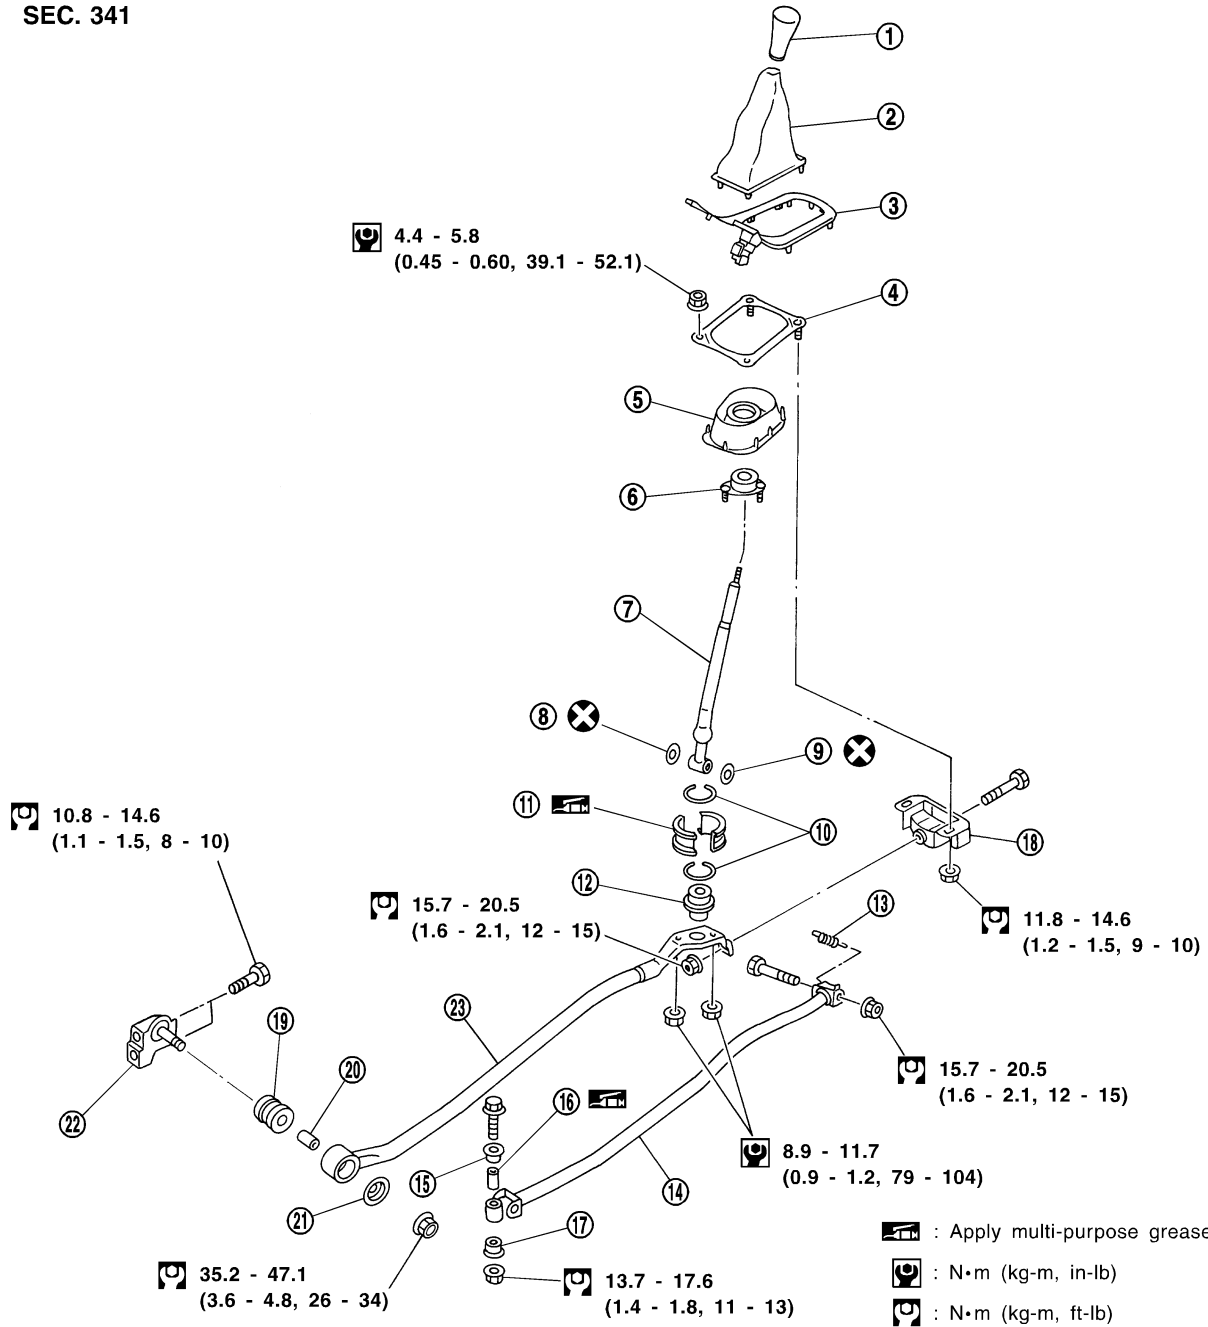 SEC. 341
1
2
3
4.4 - 5.8
(0.45 - 0.60, 39.1 - 52.1)
4
5
6
7
8
9
10.8 - 14.6
(1.1 - 1.5, 8 - 10)
11
10
18
12
15.7 - 20.5
(1.6 - 2.1, 12 - 15)
13
11.8 - 14.6
(1.2 - 1.5, 9 - 10)
23
19
20
22
16
15.7 - 20.5
(1.6 - 2.1, 12 - 15)
8.9 - 11.7
(0.9 - 1.2, 79 - 104)
15
14
21
17
35.2 - 47.1
(3.6 - 4.8, 26 - 34)
13.7 - 17.6
(1.4 - 1.8, 11 - 13)
: Apply multi-purpose grease
: N•m (kg-m, in-lb)
: N•m (kg-m, ft-lb)